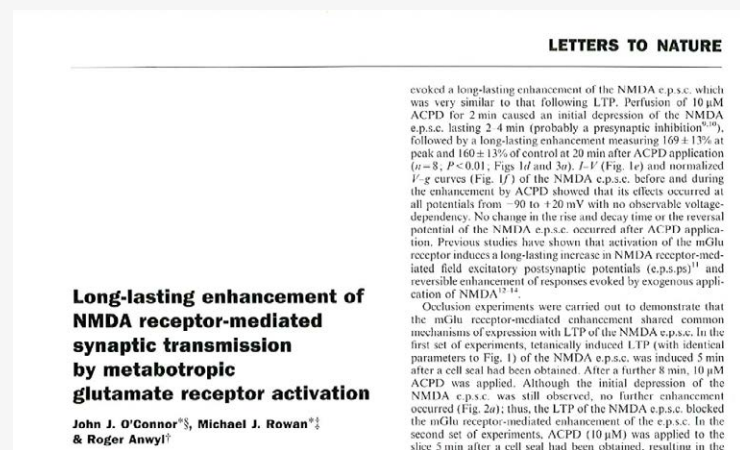 LETTERS TO NATURE
Long-lasting enhancement of
NMDA receptor-mediated
synaptic transmission
by metabotropic
glutamate receptor activation
John J. O'Connor*§, Michael J. Rowan*‡
& Roger Anwyl†
evoked a long-lasting enhancement of the NMDA e.p.s.c. which
was very similar to that following LTP. Perfusion of 10 μM
ACPD for 2 min caused an initial depression of the NMDA
e.p.s.c. lasting 2-4 min (probably a presynaptic inhibition9,10),
followed by a long-lasting enhancement measuring 169 ± 13% at
peak and 160 ± 13% of control at 20 min after ACPD application
(n = 8; P < 0.01; Figs 1d and 3a). I-V (Fig. 1e) and normalized
V-g curves (Fig. 1f) of the NMDA e.p.s.c. before and during
the enhancement by ACPD showed that its effects occurred at
all potentials from −90 to +20 mV with no observable voltage-
dependency. No change in the rise and decay time or the reversal
potential of the NMDA e.p.s.c. occurred after ACPD applica-
tion. Previous studies have shown that activation of the mGlu
receptor induces a long-lasting increase in NMDA receptor-med-
iated field excitatory postsynaptic potentials (e.p.s.ps)11 and
reversible enhancement of responses evoked by exogenous appli-
cation of NMDA12-14.
Occlusion experiments were carried out to demonstrate that
the mGlu receptor-mediated enhancement shared common
mechanisms of expression with LTP of the NMDA e.p.s.c. In the
first set of experiments, tetanically induced LTP (with identical
parameters to Fig. 1) of the NMDA e.p.s.c. was induced 5 min
after a cell seal had been obtained. After a further 8 min, 10 μM
ACPD was applied. Although the initial depression of the
NMDA e.p.s.c. was still observed, no further enhancement
occurred (Fig. 2a); thus, the LTP of the NMDA e.p.s.c. blocked
the mGlu receptor-mediated enhancement of the e.p.s.c. In the
second set of experiments, ACPD (10 μM) was applied to the
slice 5 min after a cell seal had been obtained, resulting in the